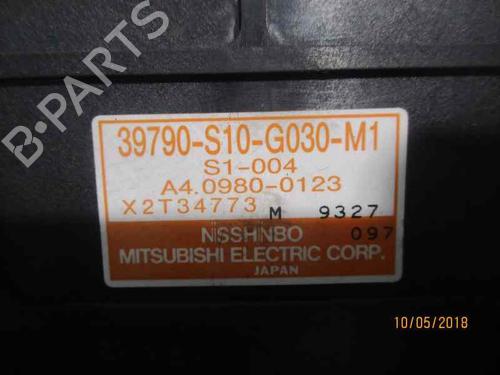 39790-S10-G030-M1
S1-004
A4.0980-0123
X2T34773 M 9327
NISSHINBO 097
MITSUBISHI ELECTRIC CORP.
JAPAN
10/05/2018